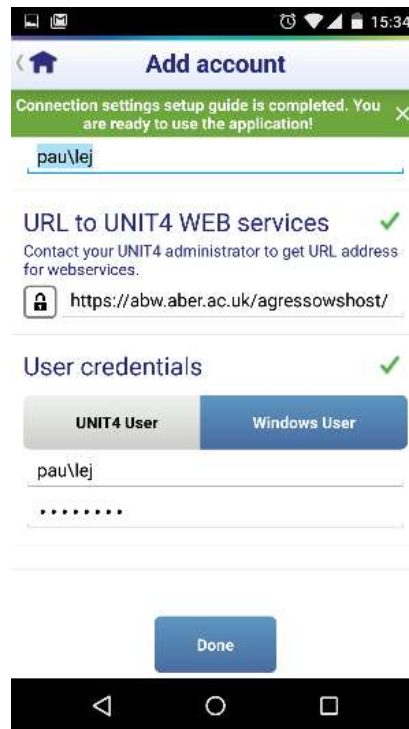 15:34
Add account
Connection settings setup guide is completed. You
are ready to use the application!
pau\lej
URL to UNIT4 WEB services
Contact your UNIT4 administrator to get URL address
for webservices.
https://abw.aber.ac.uk/agressowshost/
User credentials
UNIT4 User Windows User
pau\lej
••••••••
Done